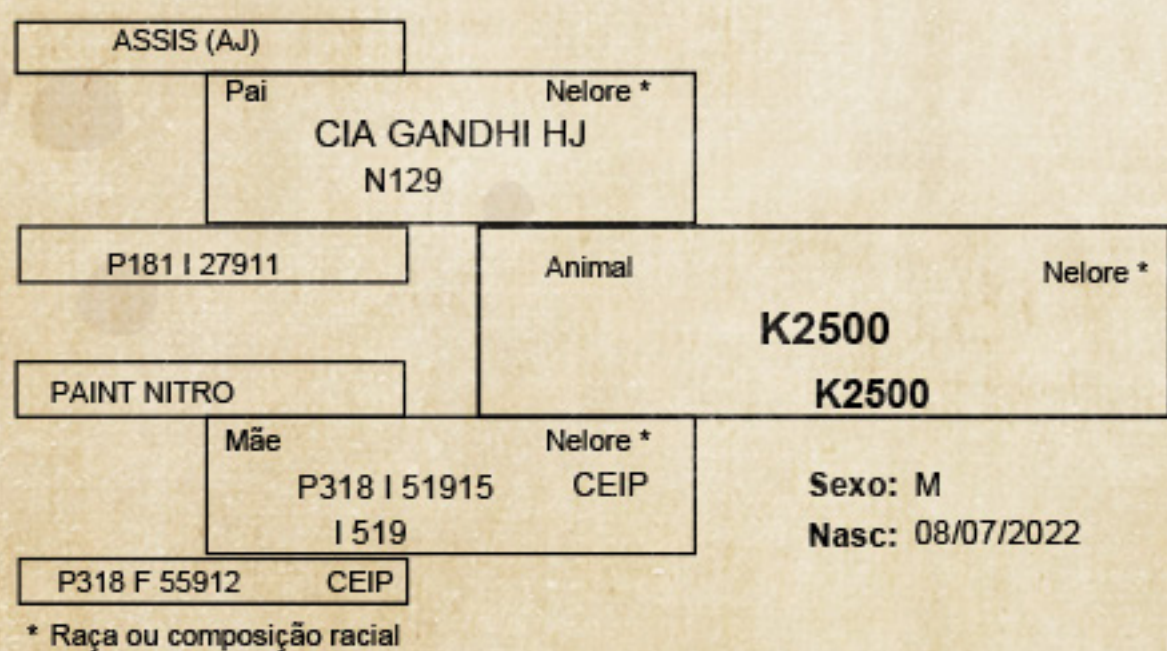 ASSIS (AJ)
Pai Nelore *
CIA GANDHI HJ
N129
P181 I 27911
Animal Nelore *
K2500
K2500
PAINT NITRO
Mãe Nelore *
P318 I 51915 CEIP
I 519
Sexo: M
Nasc: 08/07/2022
P318 F 55912 CEIP
* Raça ou composição racial